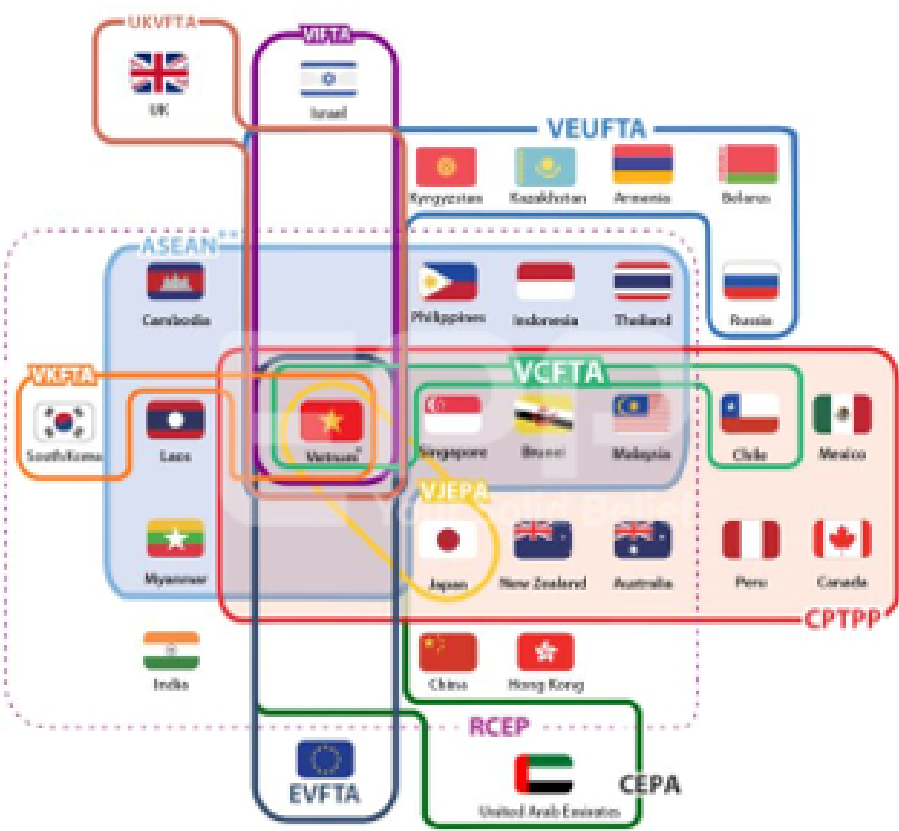 UKVFTA
VIFTA
UK
Israel
VEUFTA
Kyrgyzstan Kazakhstan Armenia Belarus
ASEAN**
Cambodia Philippines Indonesia Thailand Russia
VKFTA VCFTA
South Korea Laos Vietnam* Singapore Brunei Malaysia Chile Mexico
VJEPA
Myanmar Japan New Zealand Australia Peru Canada
CPTPP
India China Hong Kong
RCEP
EVFTA CEPA
United Arab Emirates